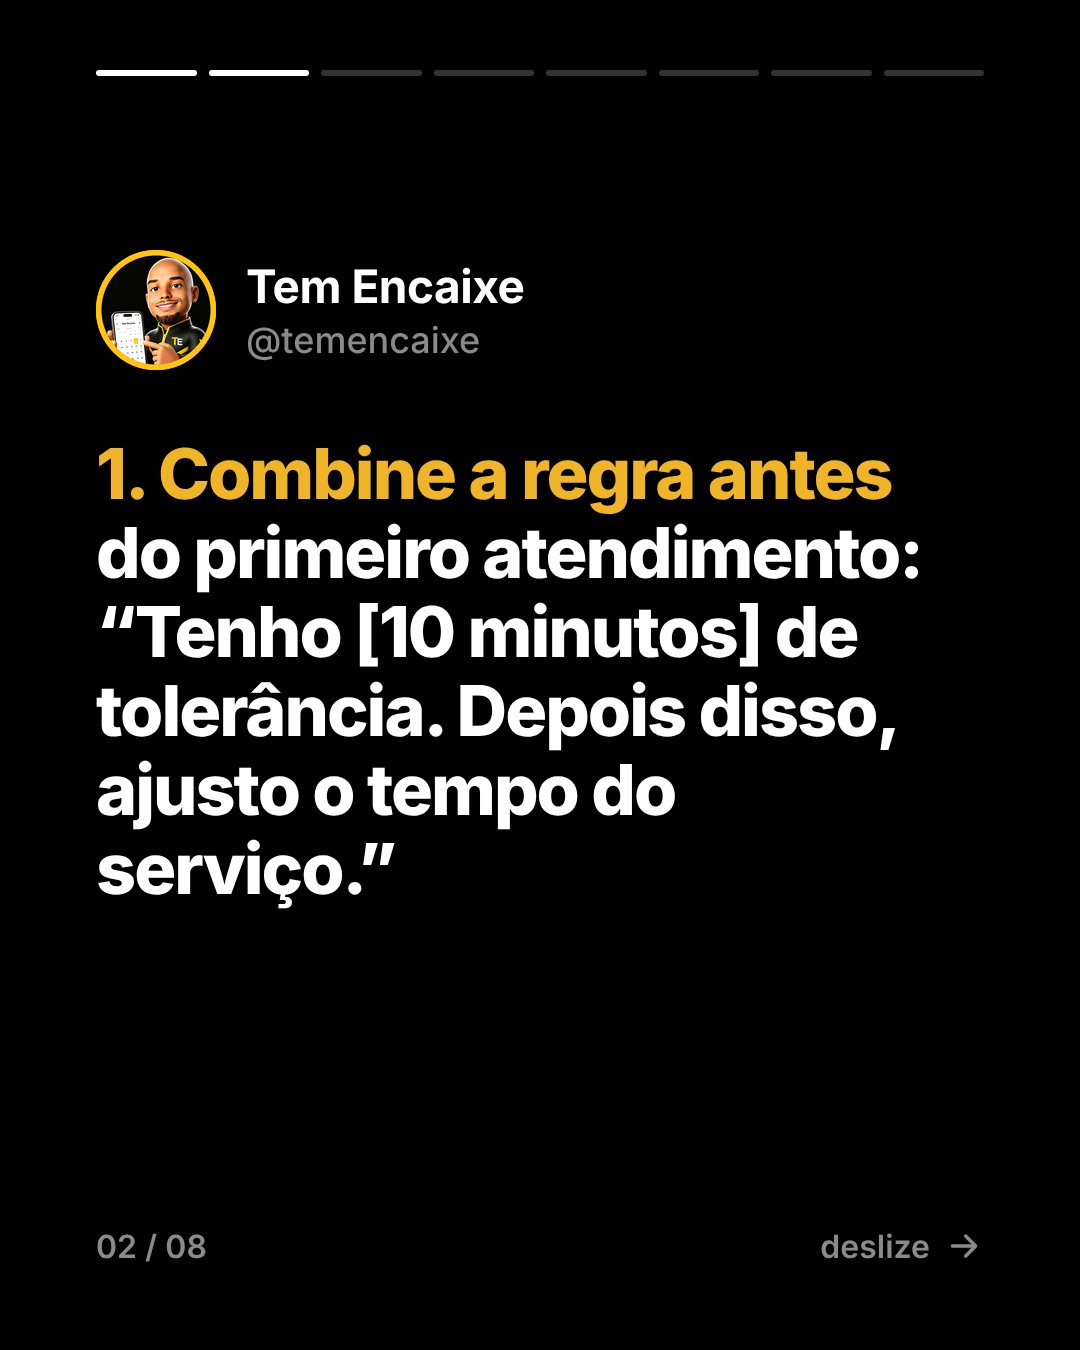 Tem Encaixe
@temencaixe
1. Combine a regra antes
do primeiro atendimento:
“Tenho [10 minutos] de
tolerância. Depois disso,
ajusto o tempo do
serviço.”
02 / 08
deslize →